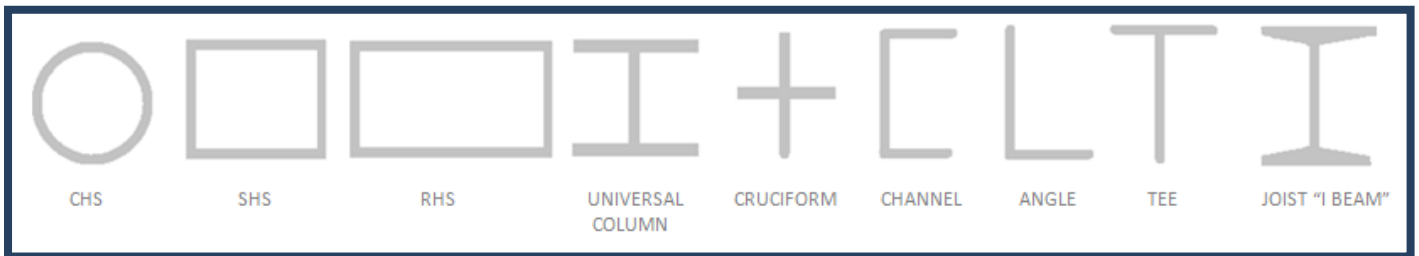 CHS
SHS
RHS
UNIVERSAL
COLUMN
CRUCIFORM
CHANNEL
ANGLE
TEE
JOIST “I BEAM”